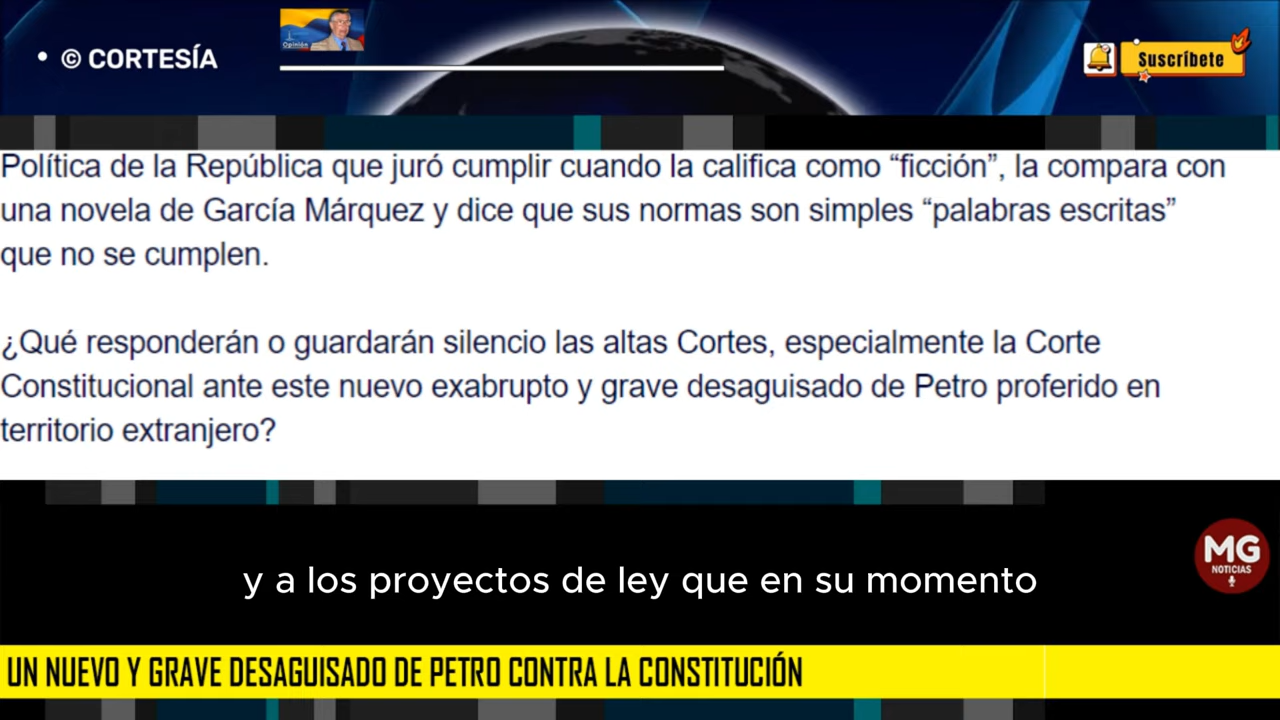 • © CORTESÍA
Opinión
Suscríbete
Política de la República que juró cumplir cuando la califica como “ficción”, la compara con
una novela de García Márquez y dice que sus normas son simples “palabras escritas”
que no se cumplen.
¿Qué responderán o guardarán silencio las altas Cortes, especialmente la Corte
Constitucional ante este nuevo exabrupto y grave desaguisado de Petro proferido en
territorio extranjero?
MG
NOTICIAS
y a los proyectos de ley que en su momento
UN NUEVO Y GRAVE DESAGUISADO DE PETRO CONTRA LA CONSTITUCIÓN